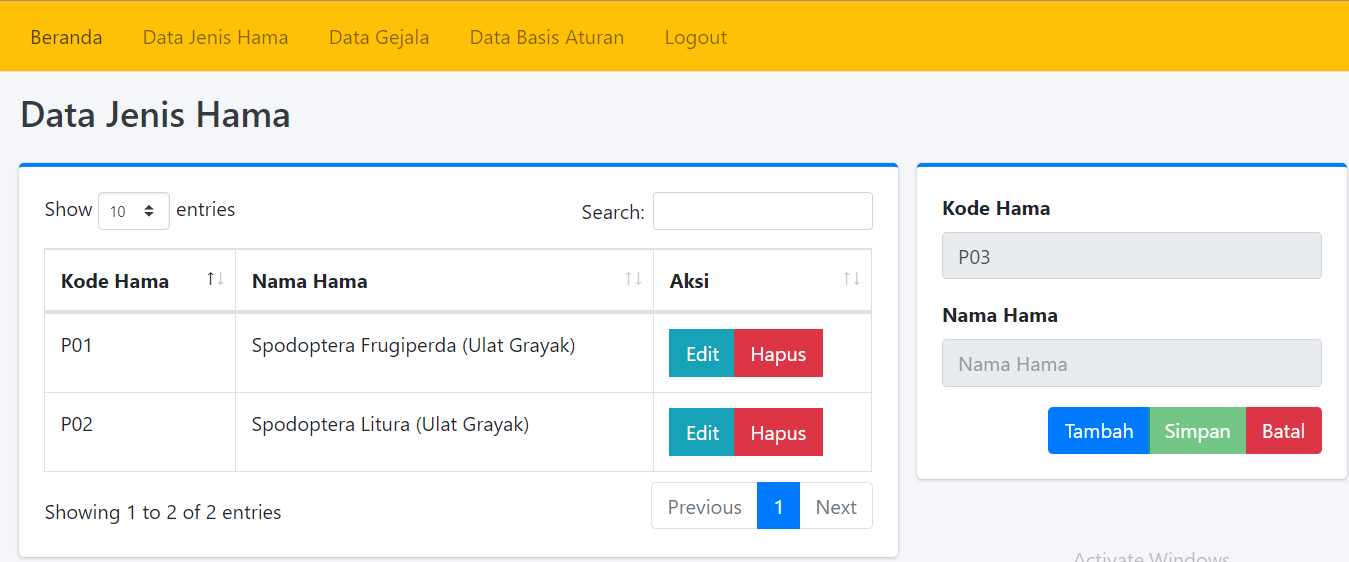 Beranda Data Jenis Hama Data Gejala Data Basis Aturan Logout
Data Jenis Hama
Show 10 entries Search:
Kode Hama Nama Hama Aksi
P01 Spodoptera Frugiperda (Ulat Grayak) Edit Hapus
P02 Spodoptera Litura (Ulat Grayak) Edit Hapus
Showing 1 to 2 of 2 entries Previous 1 Next
Kode Hama
P03
Nama Hama
Nama Hama
Tambah Simpan Batal
Activate Windows